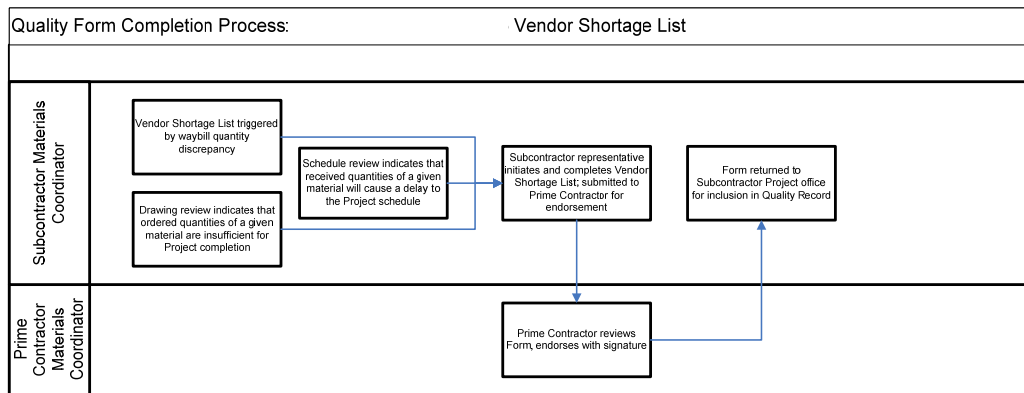 Quality Form Completion Process:
Vendor Shortage List
Subcontractor Materials
Coordinator
Vendor Shortage List triggered
by waybill quantity
discrepancy
Drawing review indicates that
ordered quantities of a given
material are insufficient for
Project completion
Schedule review indicates that
received quantities of a given
material will cause a delay to
the Project schedule
Subcontractor representative
initiates and completes Vendor
Shortage List; submitted to
Prime Contractor for
endorsement
Form returned to
Subcontractor Project office
for inclusion in Quality Record
Prime
Contractor
Materials
Coordinator
Prime Contractor reviews
Form, endorses with signature